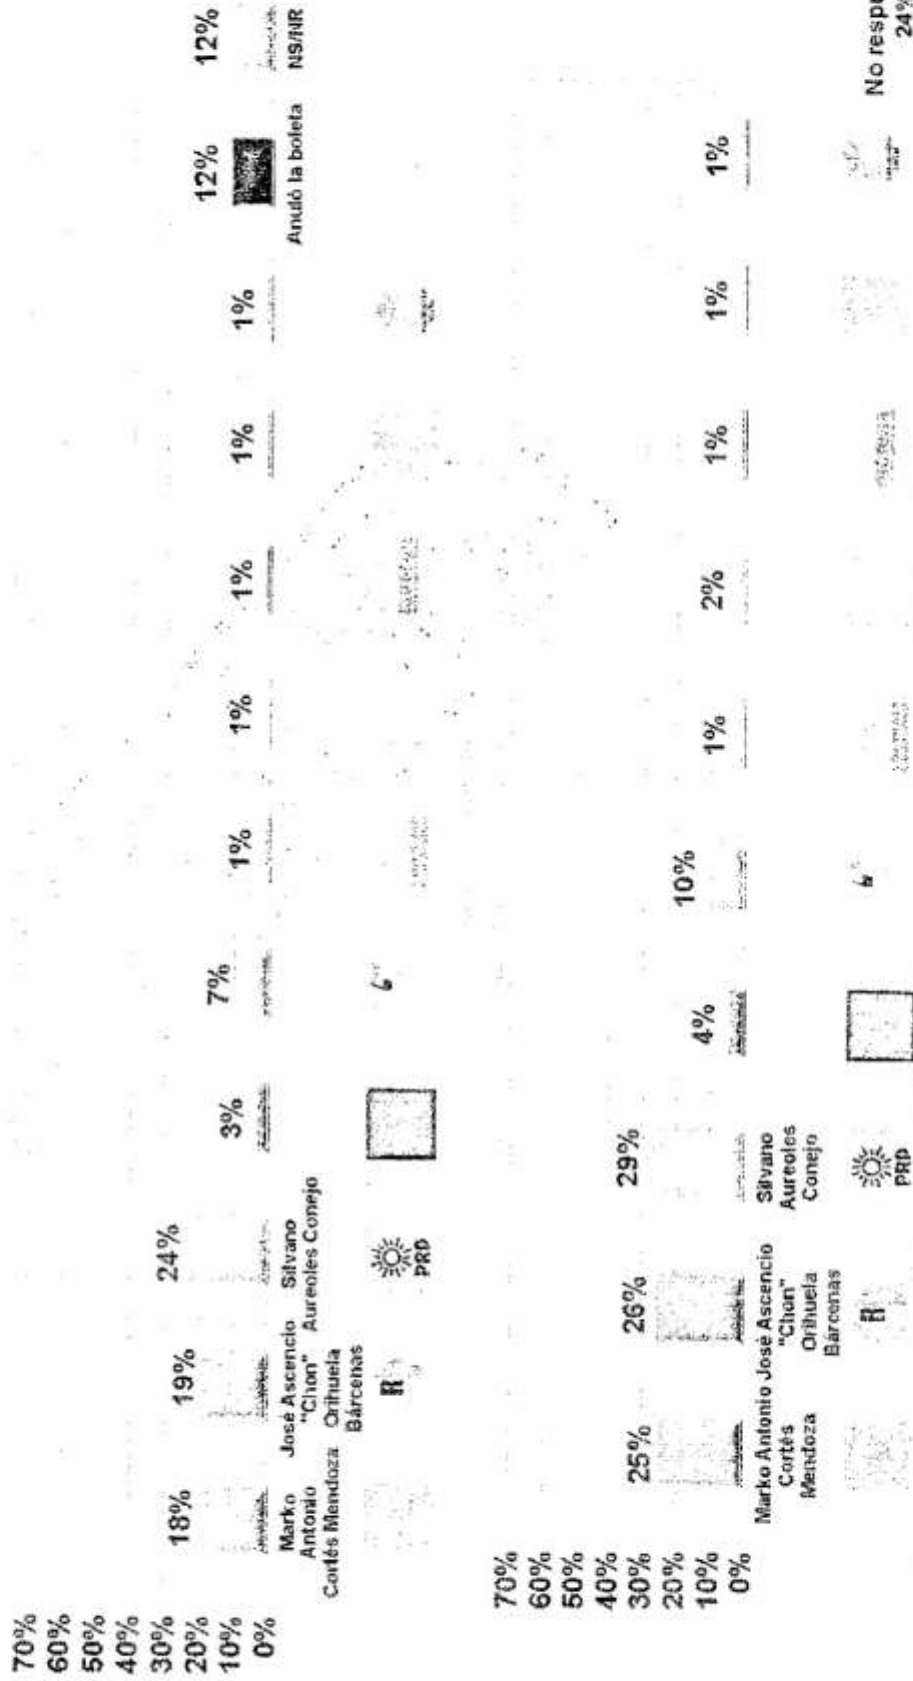 70%
60%
50%
40%
30%
20%
10%
0%
18%
19%
24%
3%
7%
1%
1%
1%
1%
1%
12%
12%
Marko
Antonio
Cortés Mendoza
José Ascencio
"Chon"
Orihuela
Bárcenas
Silvano
Aureoles Conejo
Anuló la boleta
NS/NR
R
PRD
70%
60%
50%
40%
30%
20%
10%
0%
25%
26%
29%
4%
10%
1%
2%
1%
1%
1%
Marko Antonio
Cortés
Mendoza
José Ascencio
"Chon"
Orihuela
Bárcenas
Silvano
Aureoles
Conejo
R
PRD
No respu
24%